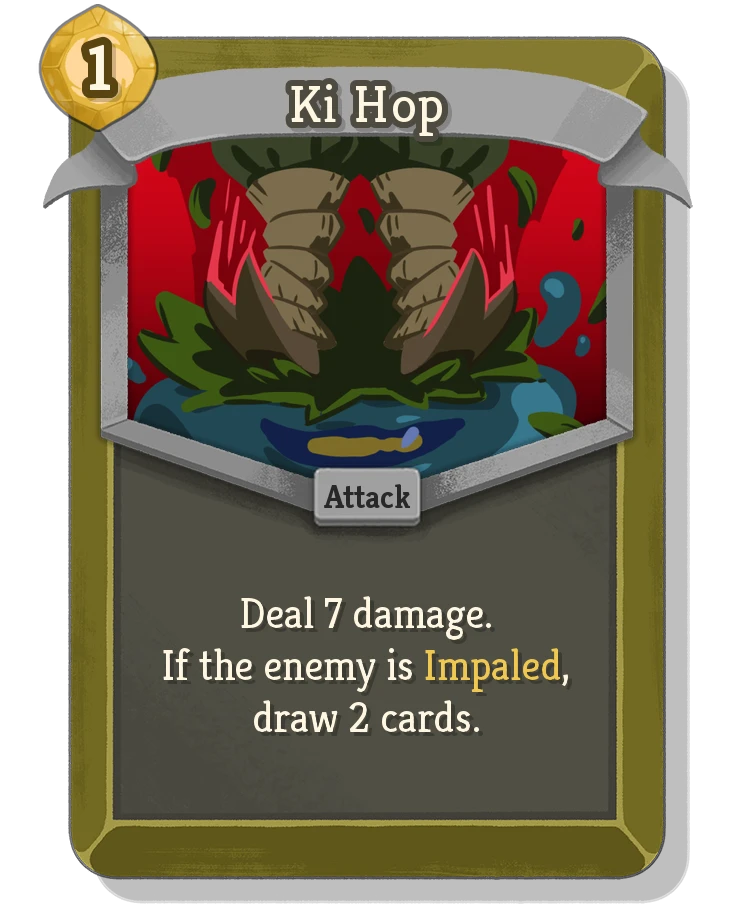 1
Ki Hop
Attack
Deal 7 damage.
If the enemy is Impaled,
draw 2 cards.